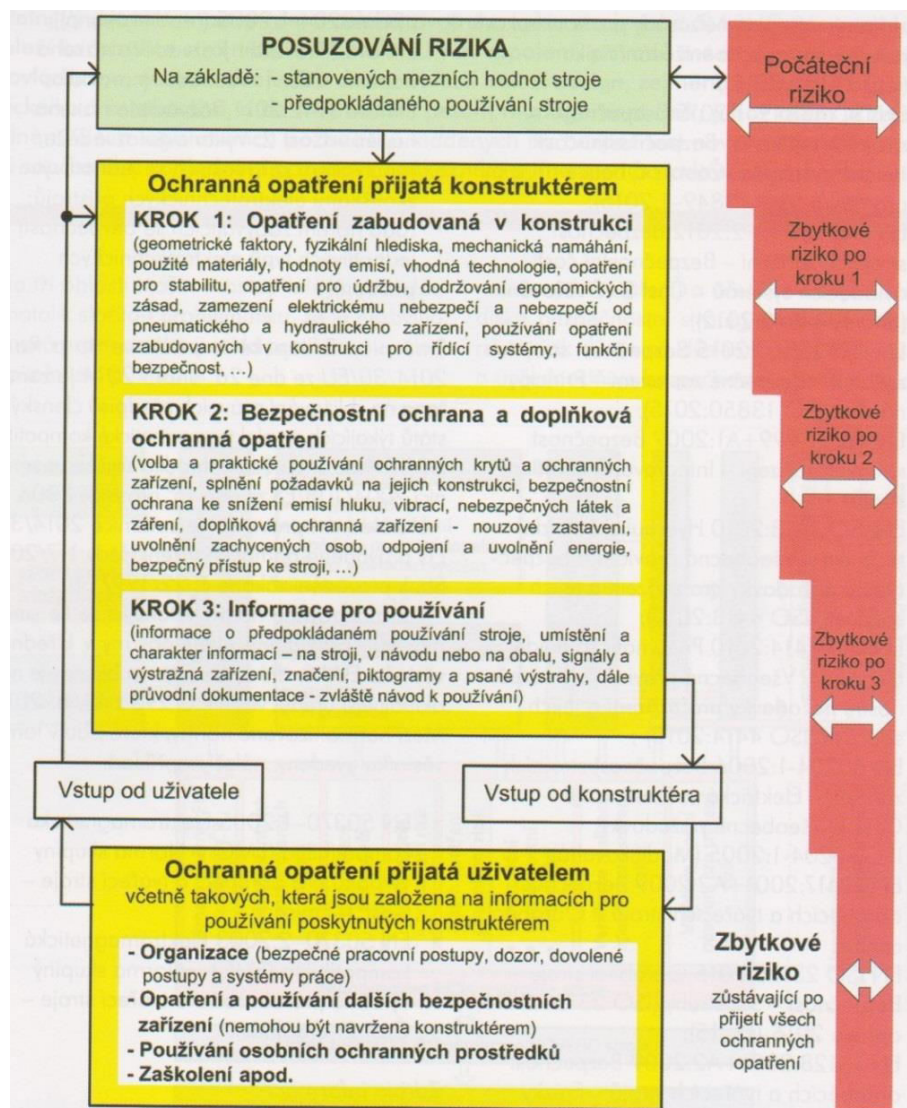 POSUZOVÁNÍ RIZIKA
Na základě: - stanovených mezních hodnot stroje
- předpokládaného používání stroje
Počáteční
riziko
Ochranná opatření přijatá konstruktérem
KROK 1: Opatření zabudovaná v konstrukci
(geometrické faktory, fyzikální hlediska, mechanická namáhání,
použité materiály, hodnoty emisí, vhodná technologie, opatření
pro stabilitu, opatření pro údržbu, dodržování ergonomických
zásad, zamezení elektrickému nebezpečí a nebezpečí od
pneumatického a hydraulického zařízení, používání opatření
zabudovaných v konstrukci pro řídící systémy, funkční
bezpečnost, ...)
Zbytkové
riziko po
kroku 1
KROK 2: Bezpečnostní ochrana a doplňková
ochranná opatření
(volba a praktické používání ochranných krytů a ochranných
zařízení, splnění požadavků na jejich konstrukci, bezpečnostní
ochrana ke snížení emisí hluku, vibrací, nebezpečných látek a
záření, doplňková ochranná zařízení - nouzové zastavení,
uvolnění zachycených osob, odpojení a uvolnění energie,
bezpečný přístup ke stroji, ...)
Zbytkové
riziko po
kroku 2
KROK 3: Informace pro používání
(informace o předpokládaném používání stroje, umístění a
charakter informací – na stroji, v návodu nebo na obalu, signály a
výstražná zařízení, značení, piktogramy a psané výstrahy, dále
průvodní dokumentace - zvláště návod k používání)
Zbytkové
riziko po
kroku 3
Vstup od uživatele
Vstup od konstruktéra
Ochranná opatření přijatá uživatelem
včetně takových, která jsou založena na informacích pro
používání poskytnutých konstruktérem
- Organizace (bezpečné pracovní postupy, dozor, dovolené
postupy a systémy práce)
- Opatření a používání dalších bezpečnostních
zařízení (nemohou být navržena konstruktérem)
- Používání osobních ochranných prostředků
- Zaškolení apod.
Zbytkové
riziko
zůstávající po
přijetí všech
ochranných
opatření